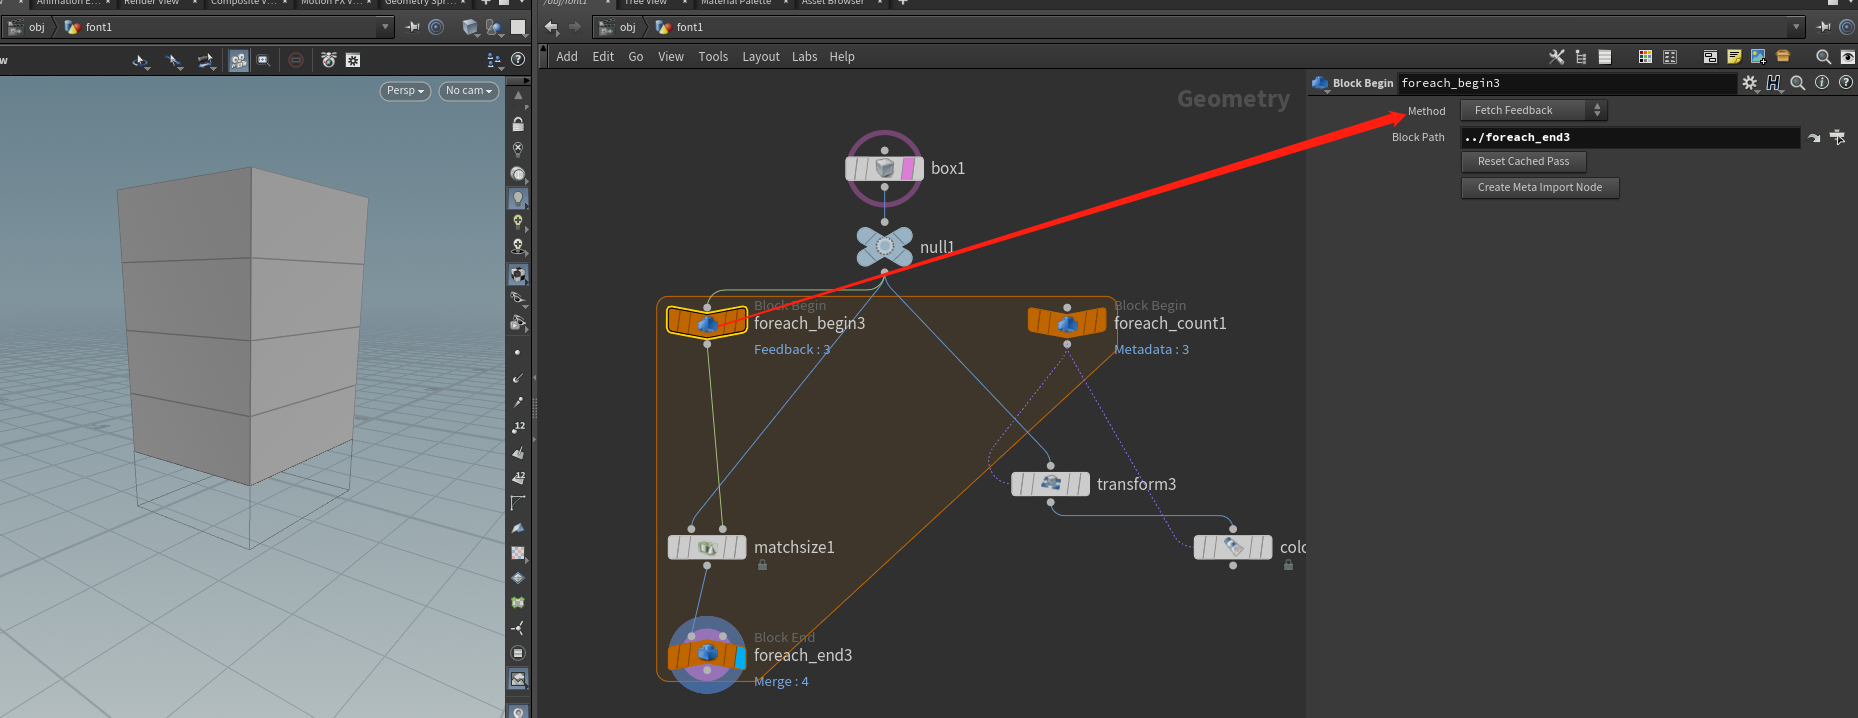 Animation E...
Render View
Composite V...
Motion FX V...
Geometry Spr...
/obj/font1
Tree View
Material Palette
Asset Browser
obj
font1
obj
font1
w
Add
Edit
Go
View
Tools
Layout
Labs
Help
Persp
No cam
Geometry
Block Begin
foreach_begin3
Method
Fetch Feedback
Block Path
../foreach_end3
Reset Cached Pass
Create Meta Import Node
box1
null1
Block Begin
foreach_begin3
Feedback : 3
Block Begin
foreach_count1
Metadata : 3
12
12
transform3
matchsize1
colo
Block End
foreach_end3
Merge : 4